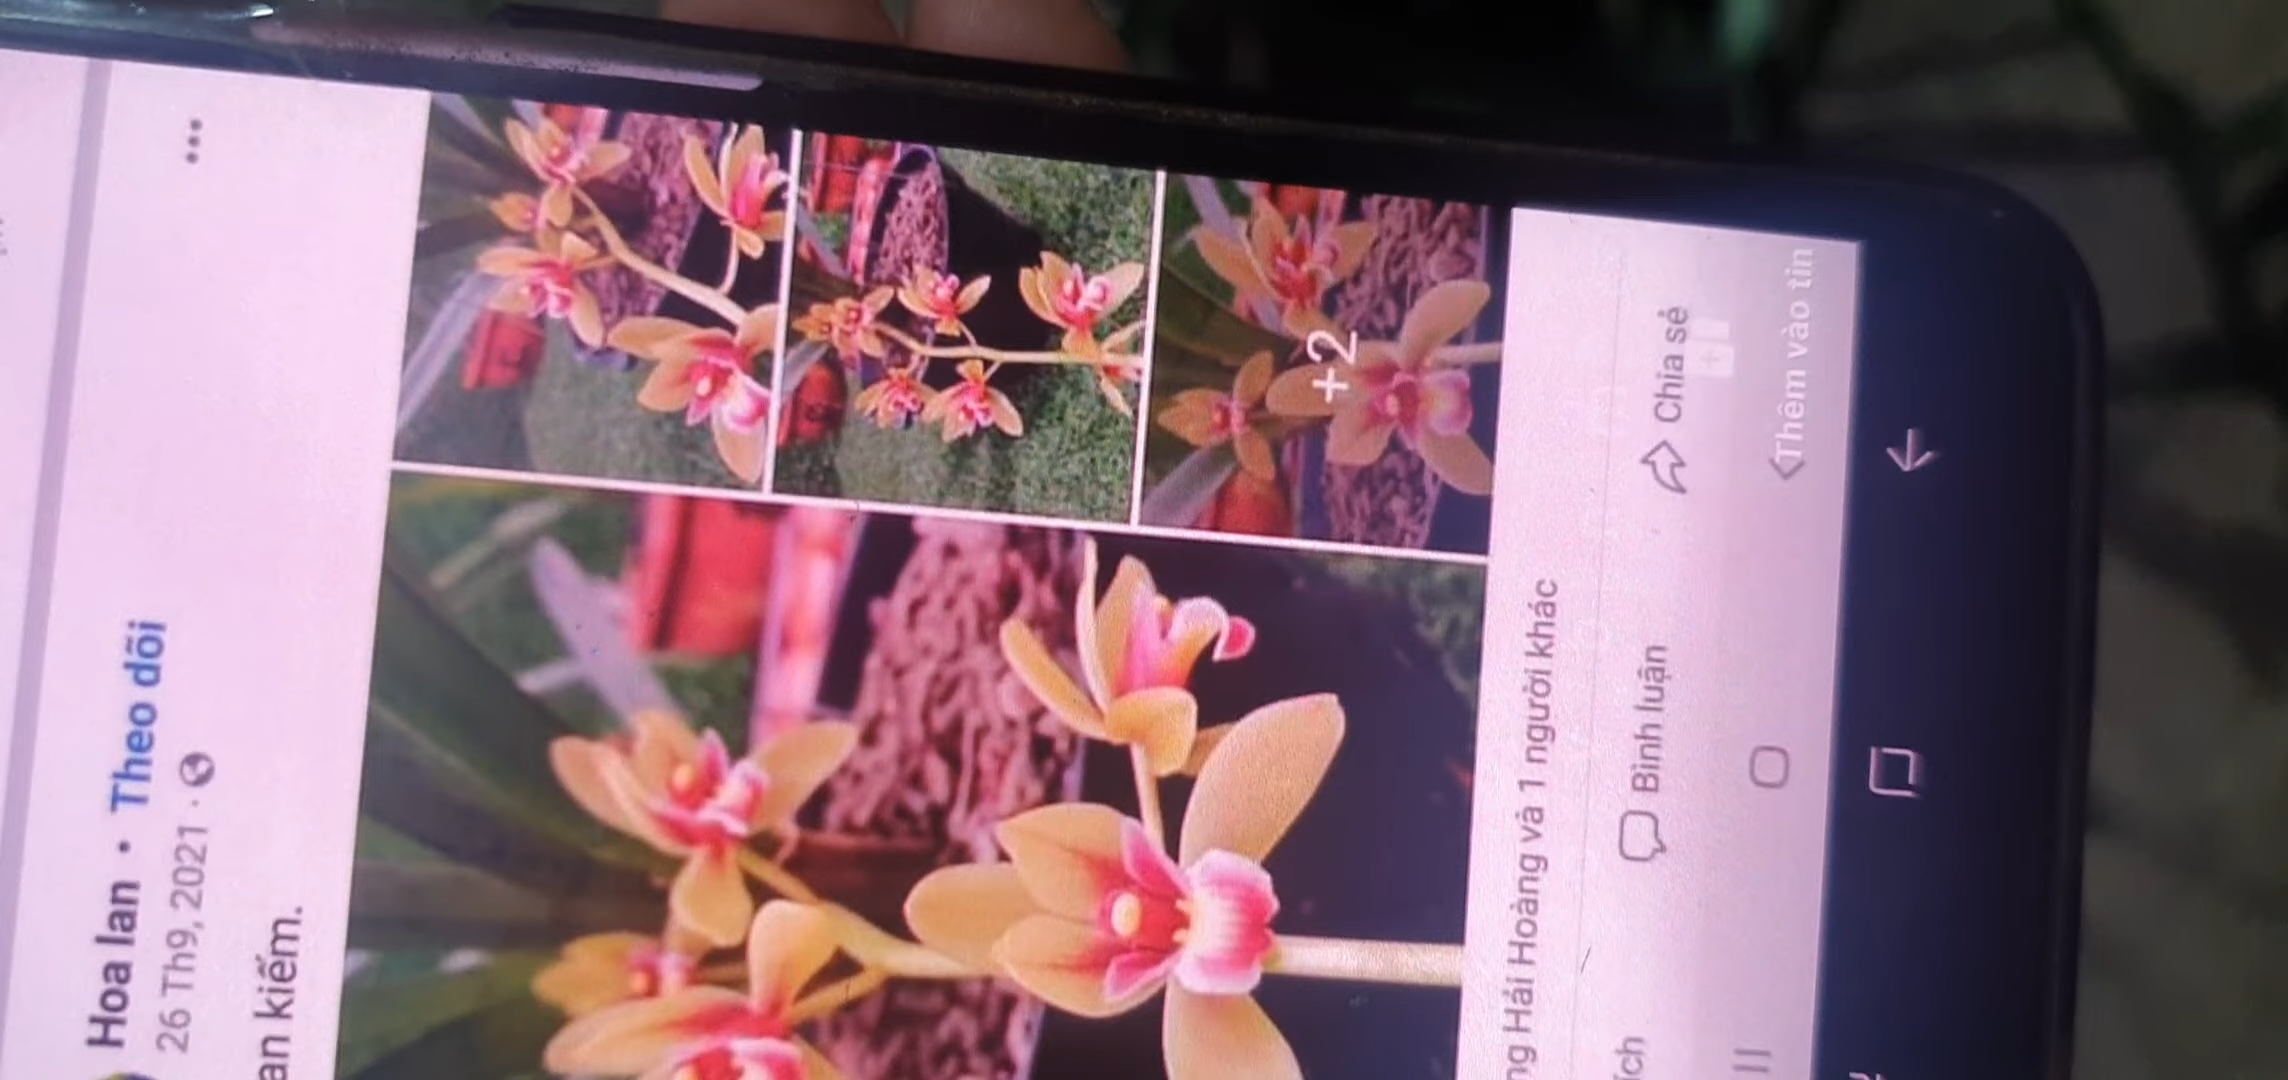 Hoa lan • Theo dõi
26 Th9, 2021 ·
an kiếm.
+2
ng Hải Hoàng và 1 người khác
ích
Bình luận
Chia sẻ
Thêm vào tin